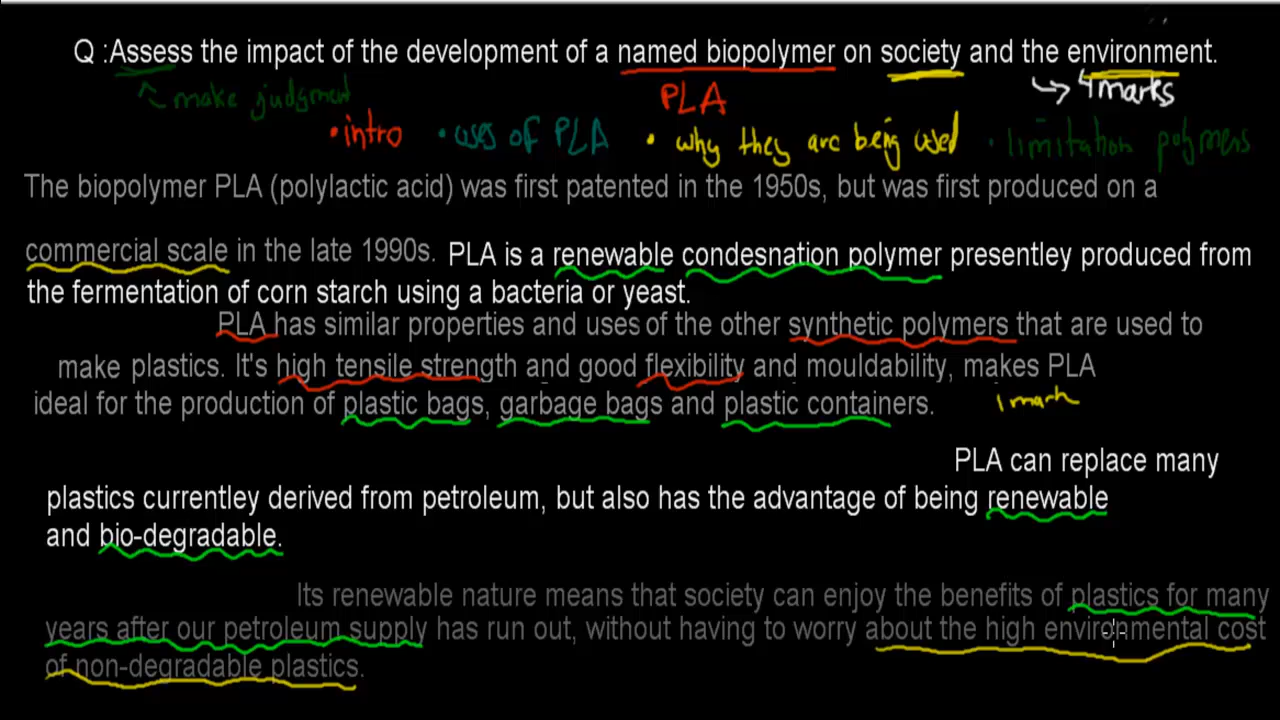 Q :Assess the impact of the development of a named biopolymer on society and the environment.
make judgment
PLA
4 marks
• intro • uses of PLA • why they are being used • limitation polymers
The biopolymer PLA (polylactic acid) was first patented in the 1950s, but was first produced on a
commercial scale in the late 1990s. PLA is a renewable condesnation polymer presentley produced from
the fermentation of corn starch using a bacteria or yeast.
PLA has similar properties and uses of the other synthetic polymers that are used to
make plastics. It's high tensile strength and good flexibility and mouldability, makes PLA
ideal for the production of plastic bags, garbage bags and plastic containers.
1 mark
PLA can replace many
plastics currentley derived from petroleum, but also has the advantage of being renewable
and bio-degradable.
Its renewable nature means that society can enjoy the benefits of plastics for many
years after our petroleum supply has run out, without having to worry about the high environmental cost
of non-degradable plastics.